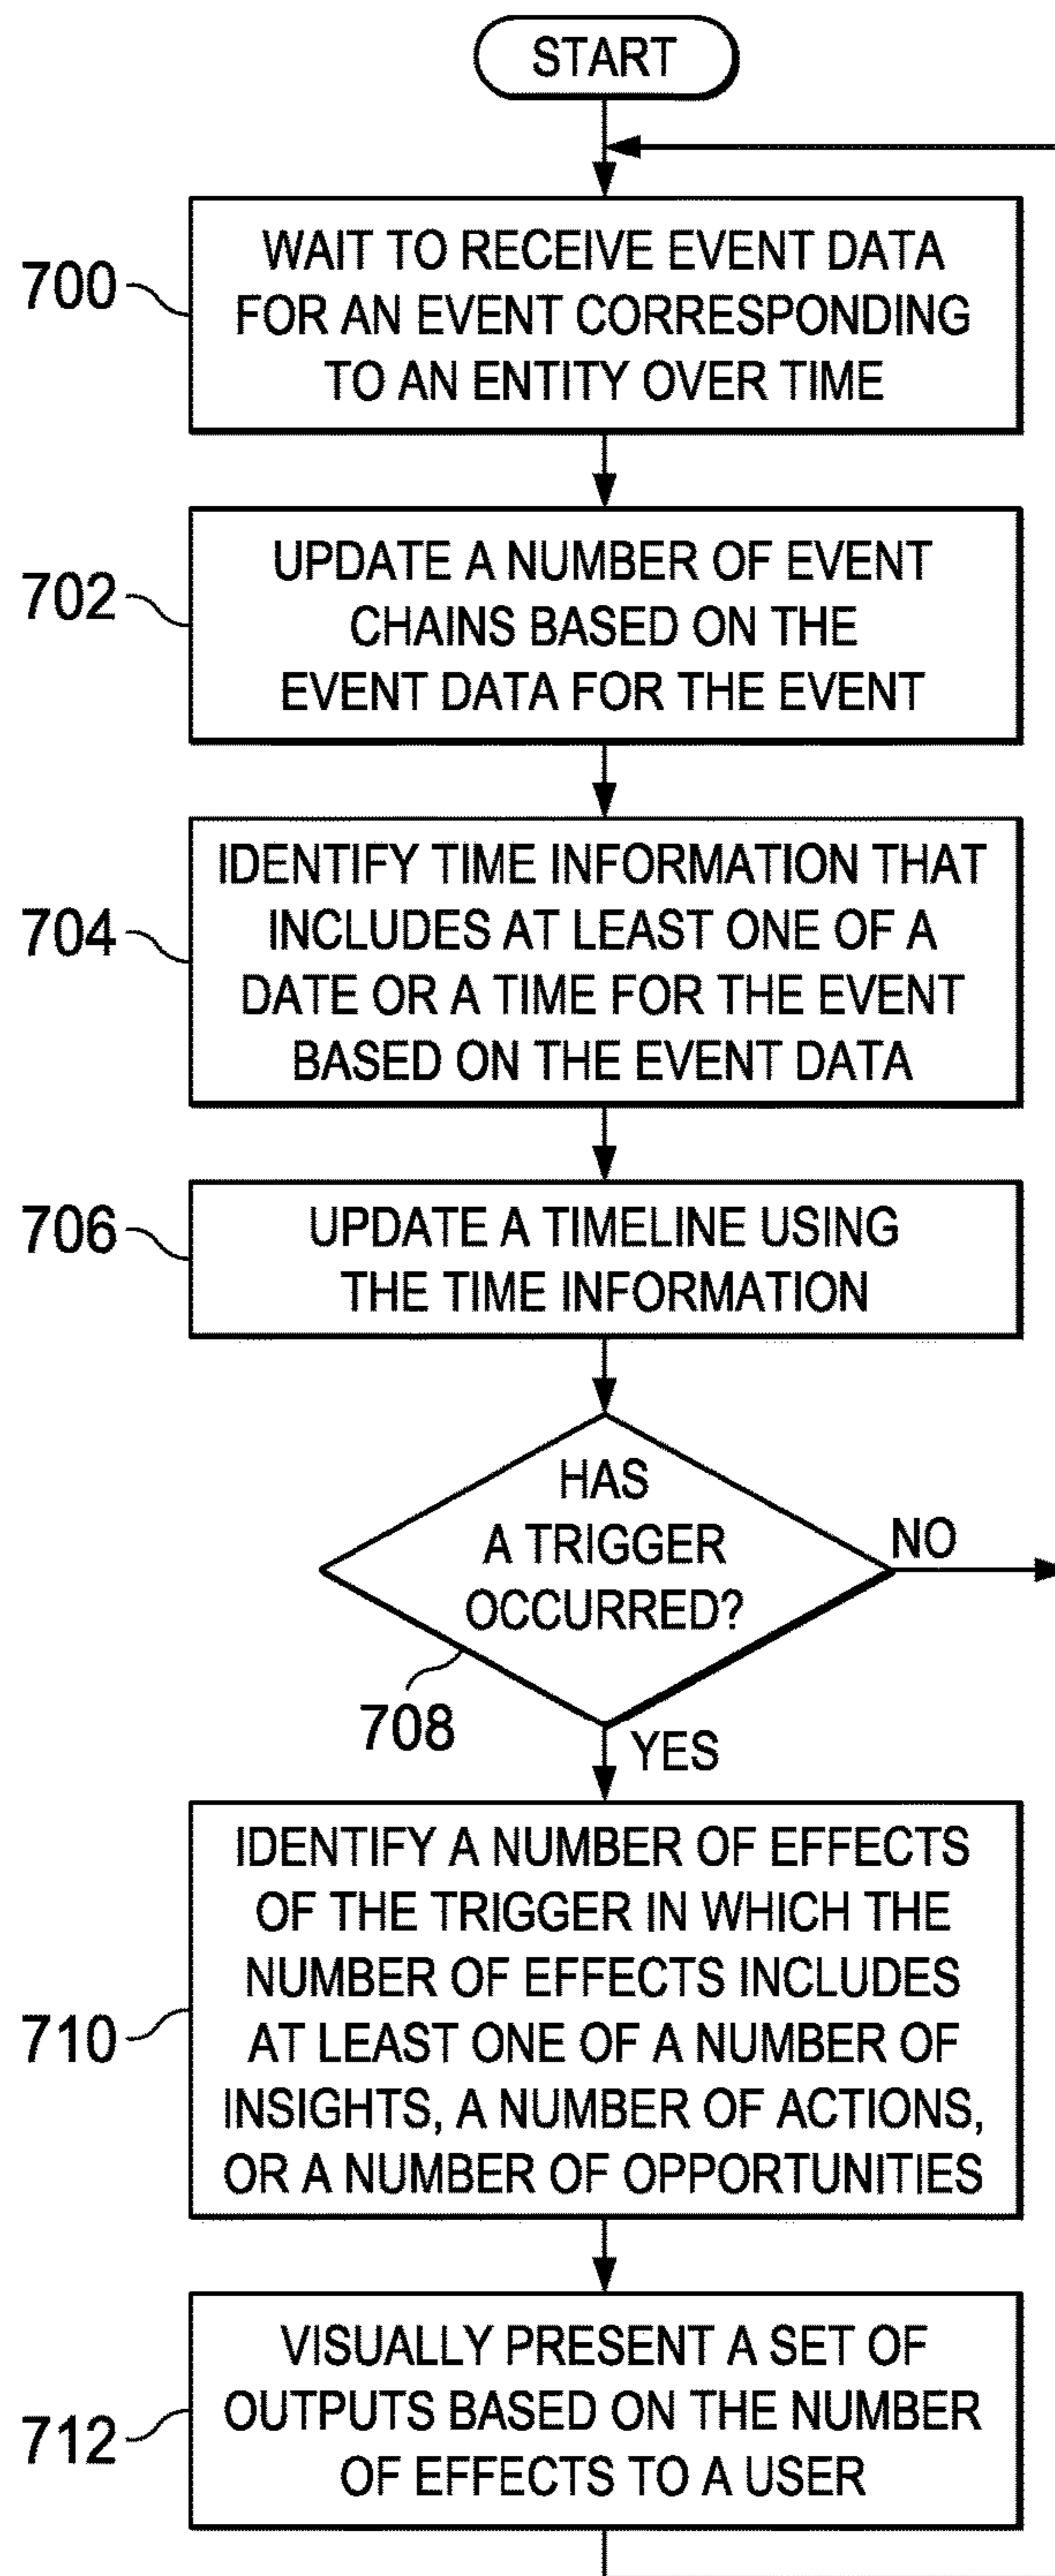 START
700
WAIT TO RECEIVE EVENT DATA
FOR AN EVENT CORRESPONDING
TO AN ENTITY OVER TIME
702
UPDATE A NUMBER OF EVENT
CHAINS BASED ON THE
EVENT DATA FOR THE EVENT
704
IDENTIFY TIME INFORMATION THAT
INCLUDES AT LEAST ONE OF A
DATE OR A TIME FOR THE EVENT
BASED ON THE EVENT DATA
706
UPDATE A TIMELINE USING
THE TIME INFORMATION
HAS
A TRIGGER
OCCURRED?
NO
708
YES
710
IDENTIFY A NUMBER OF EFFECTS
OF THE TRIGGER IN WHICH THE
NUMBER OF EFFECTS INCLUDES
AT LEAST ONE OF A NUMBER OF
INSIGHTS, A NUMBER OF ACTIONS,
OR A NUMBER OF OPPORTUNITIES
712
VISUALLY PRESENT A SET OF
OUTPUTS BASED ON THE NUMBER
OF EFFECTS TO A USER